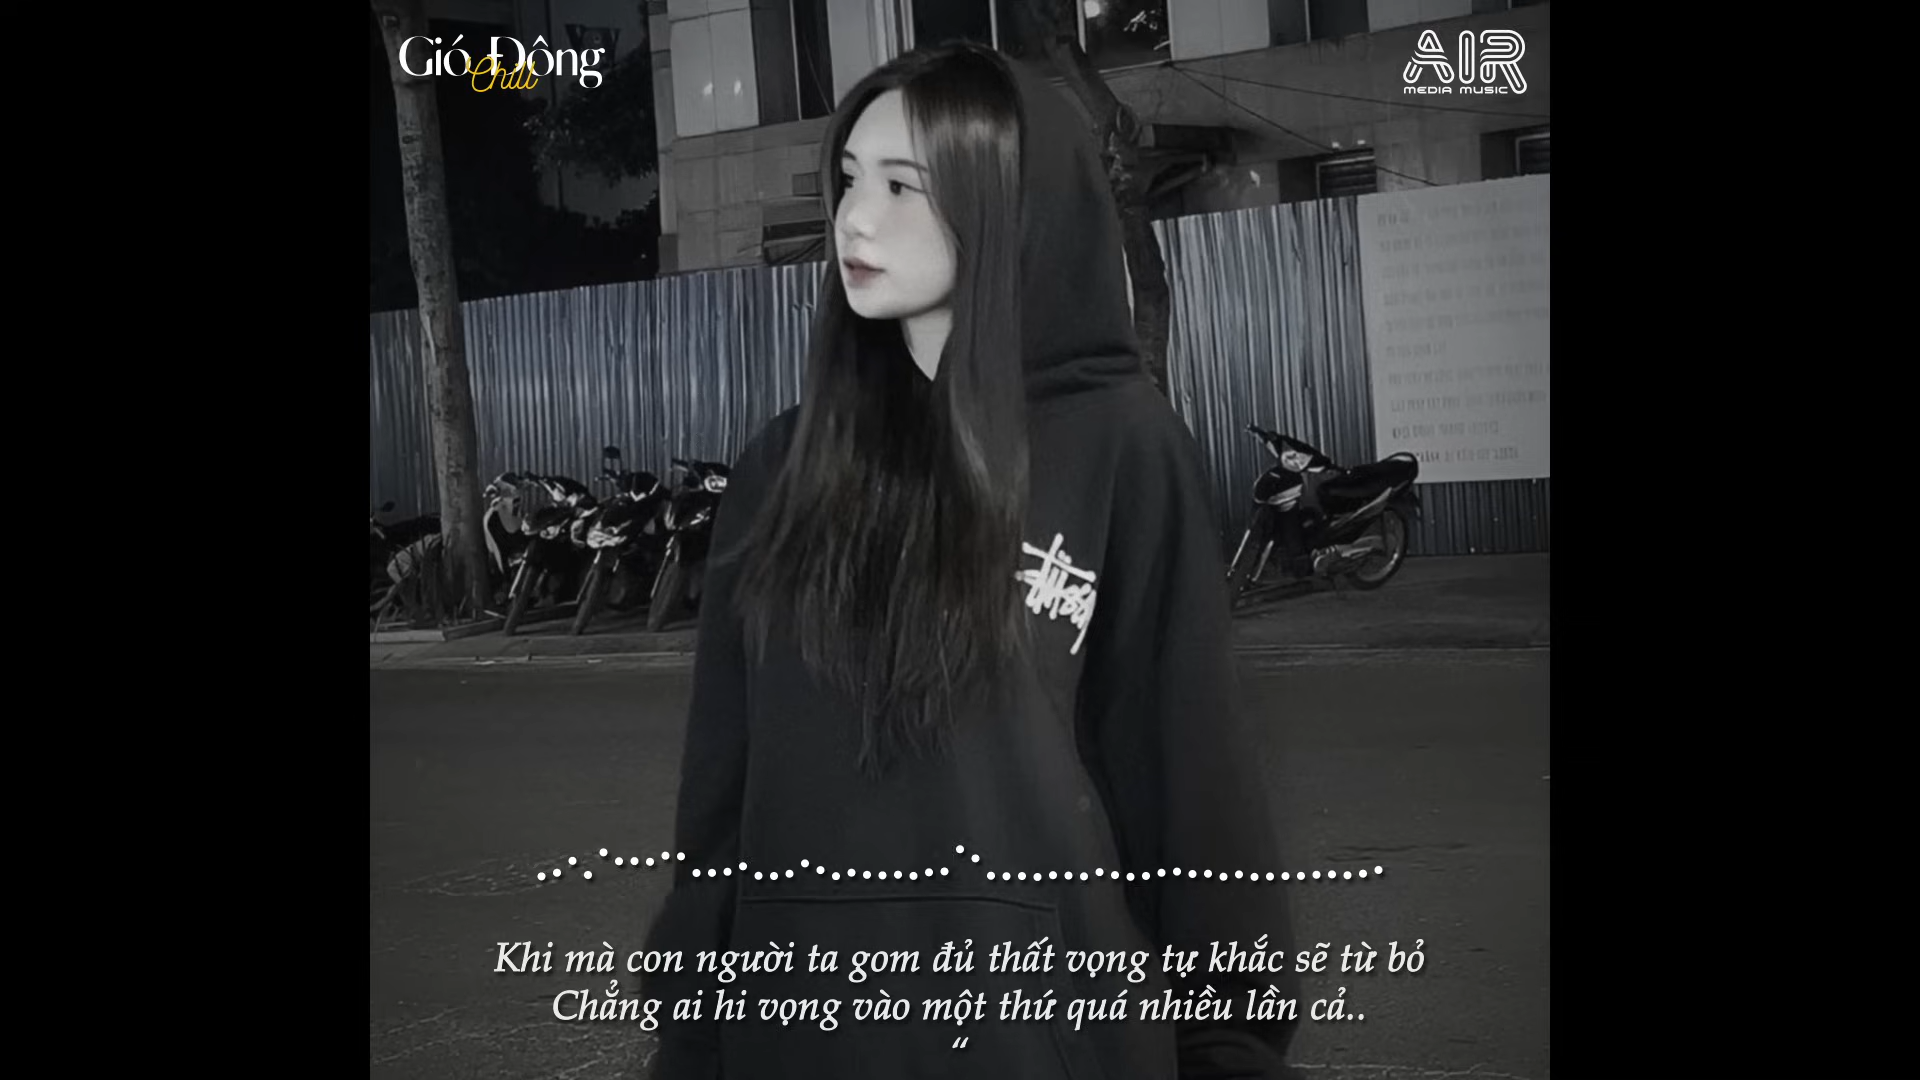 Gió Đông
Chill
AIR
MEDIA MUSIC
Stüssy
Khi mà con người ta gom đủ thất vọng tự khắc sẽ từ bỏ
Chẳng ai hi vọng vào một thứ quá nhiều lần cả..
“